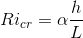 Ri_{cr} = \alpha \frac{h}{L}